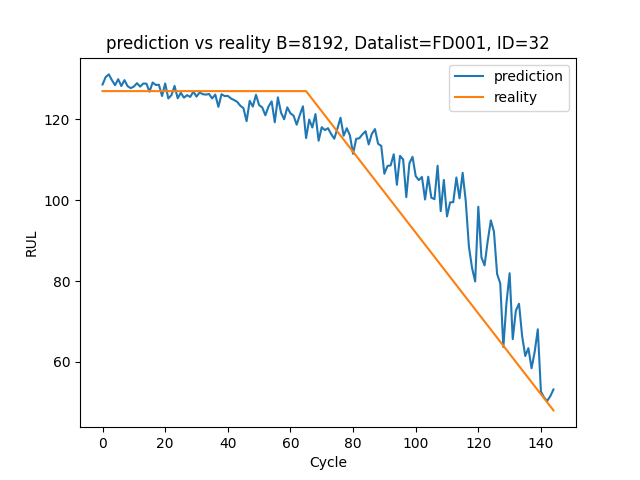 prediction vs reality B=8192, Datalist=FD001, ID=32
prediction
reality
120
100
80
60
RUL
0 20 40 60 80 100 120 140
Cycle